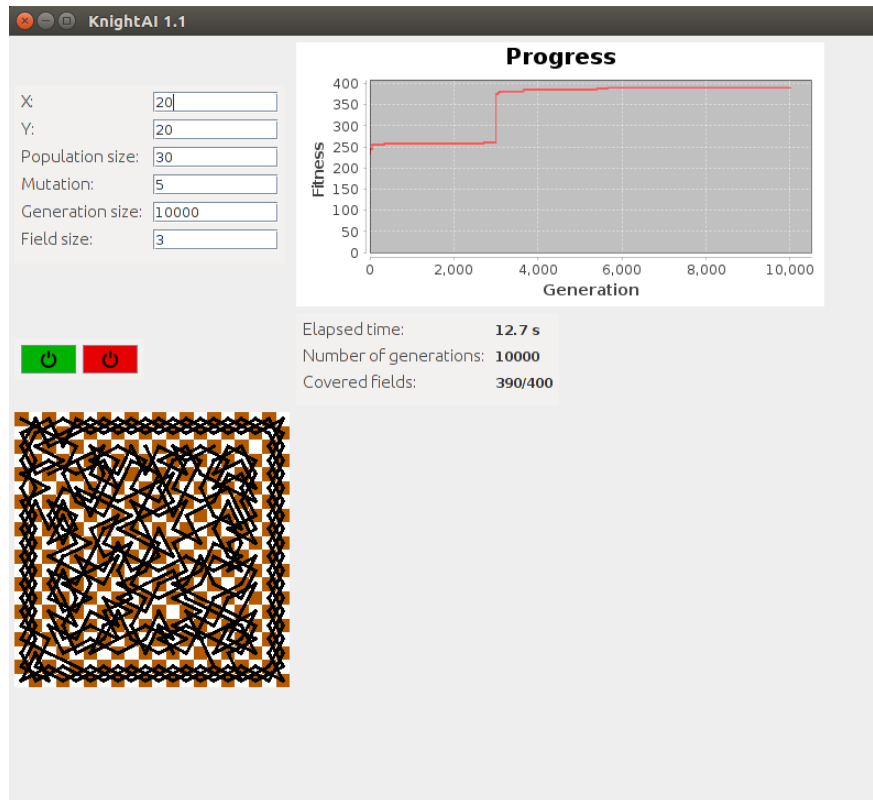 KnightAI 1.1
X: 20
Y: 20
Population size: 30
Mutation: 5
Generation size: 10000
Field size: 3
Progress
Fitness
400
350
300
250
200
150
100
50
0
0 2,000 4,000 6,000 8,000 10,000
Generation
Elapsed time: 12.7 s
Number of generations: 10000
Covered fields: 390/400